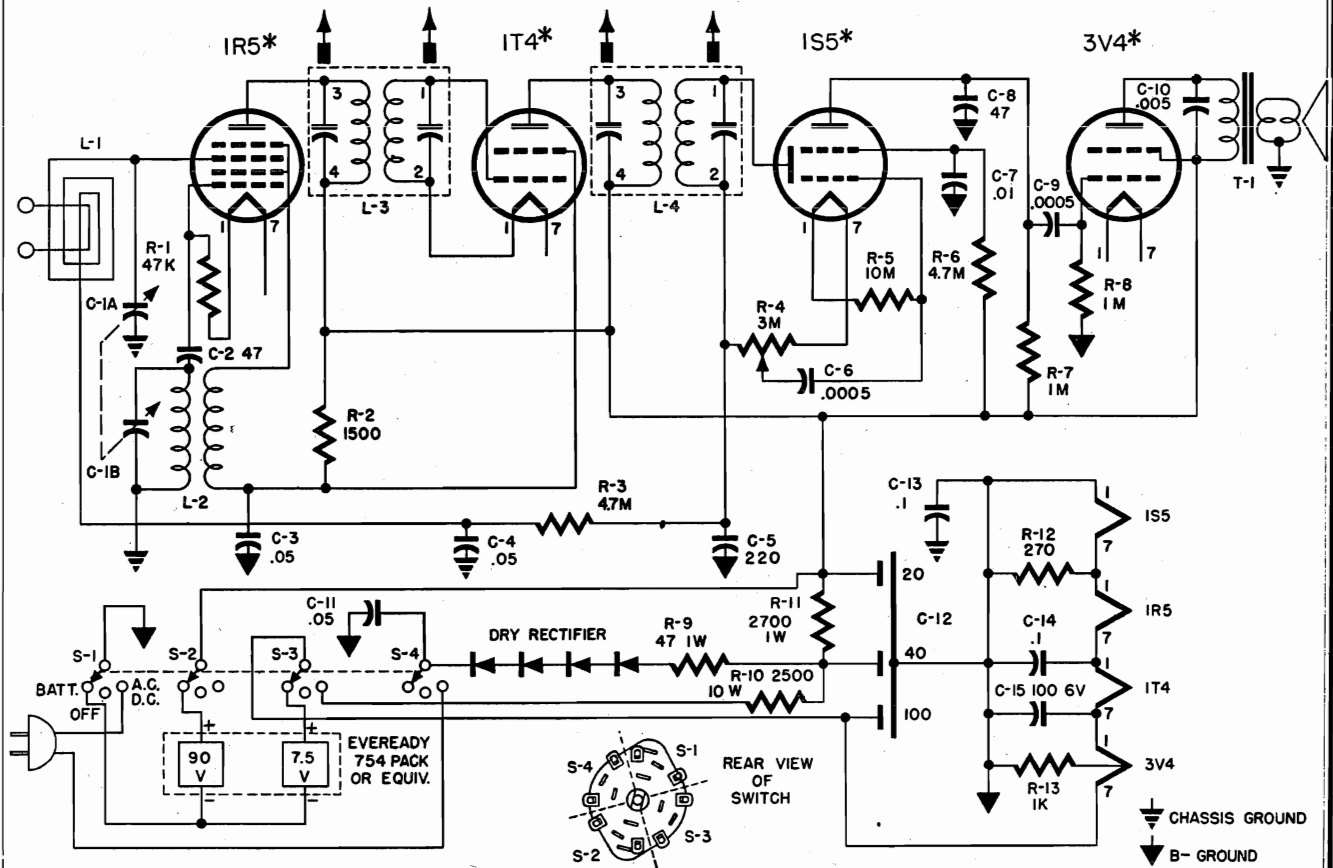 1R5*
1T4*
1S5*
3V4*
L-1
3
1
4
2
L-3
3
1
4
2
L-4
C-8
47
C-10
.005
T-1
C-7
.01
C-9
.0005
1
7
1
7
1
7
1
7
R-1
47K
C-1A
C-2 47
C-1B
L-2
R-2
1500
R-5
10M
R-4
3M
C-6
.0005
R-6
4.7M
R-8
1M
R-7
1M
R-3
4.7M
C-3
.05
C-4
.05
C-5
220
C-13
.1
1
7
1S5
R-12
270
1
7
1R5
C-14
.1
1
7
1T4
C-15 100 6V
1
7
3V4
R-13
1K
20
C-12
40
100
R-11
2700
1W
R-9
47 1W
R-10 2500
10 W
DRY RECTIFIER
C-11
.05
S-1
S-2
S-3
S-4
BATT.
OFF
A.C.
D.C.
+
90
V
−
+
7.5
V
−
EVEREADY
754 PACK
OR EQUIV.
S-4
S-1
S-2
S-3
REAR VIEW
OF
SWITCH
CHASSIS GROUND
B− GROUND